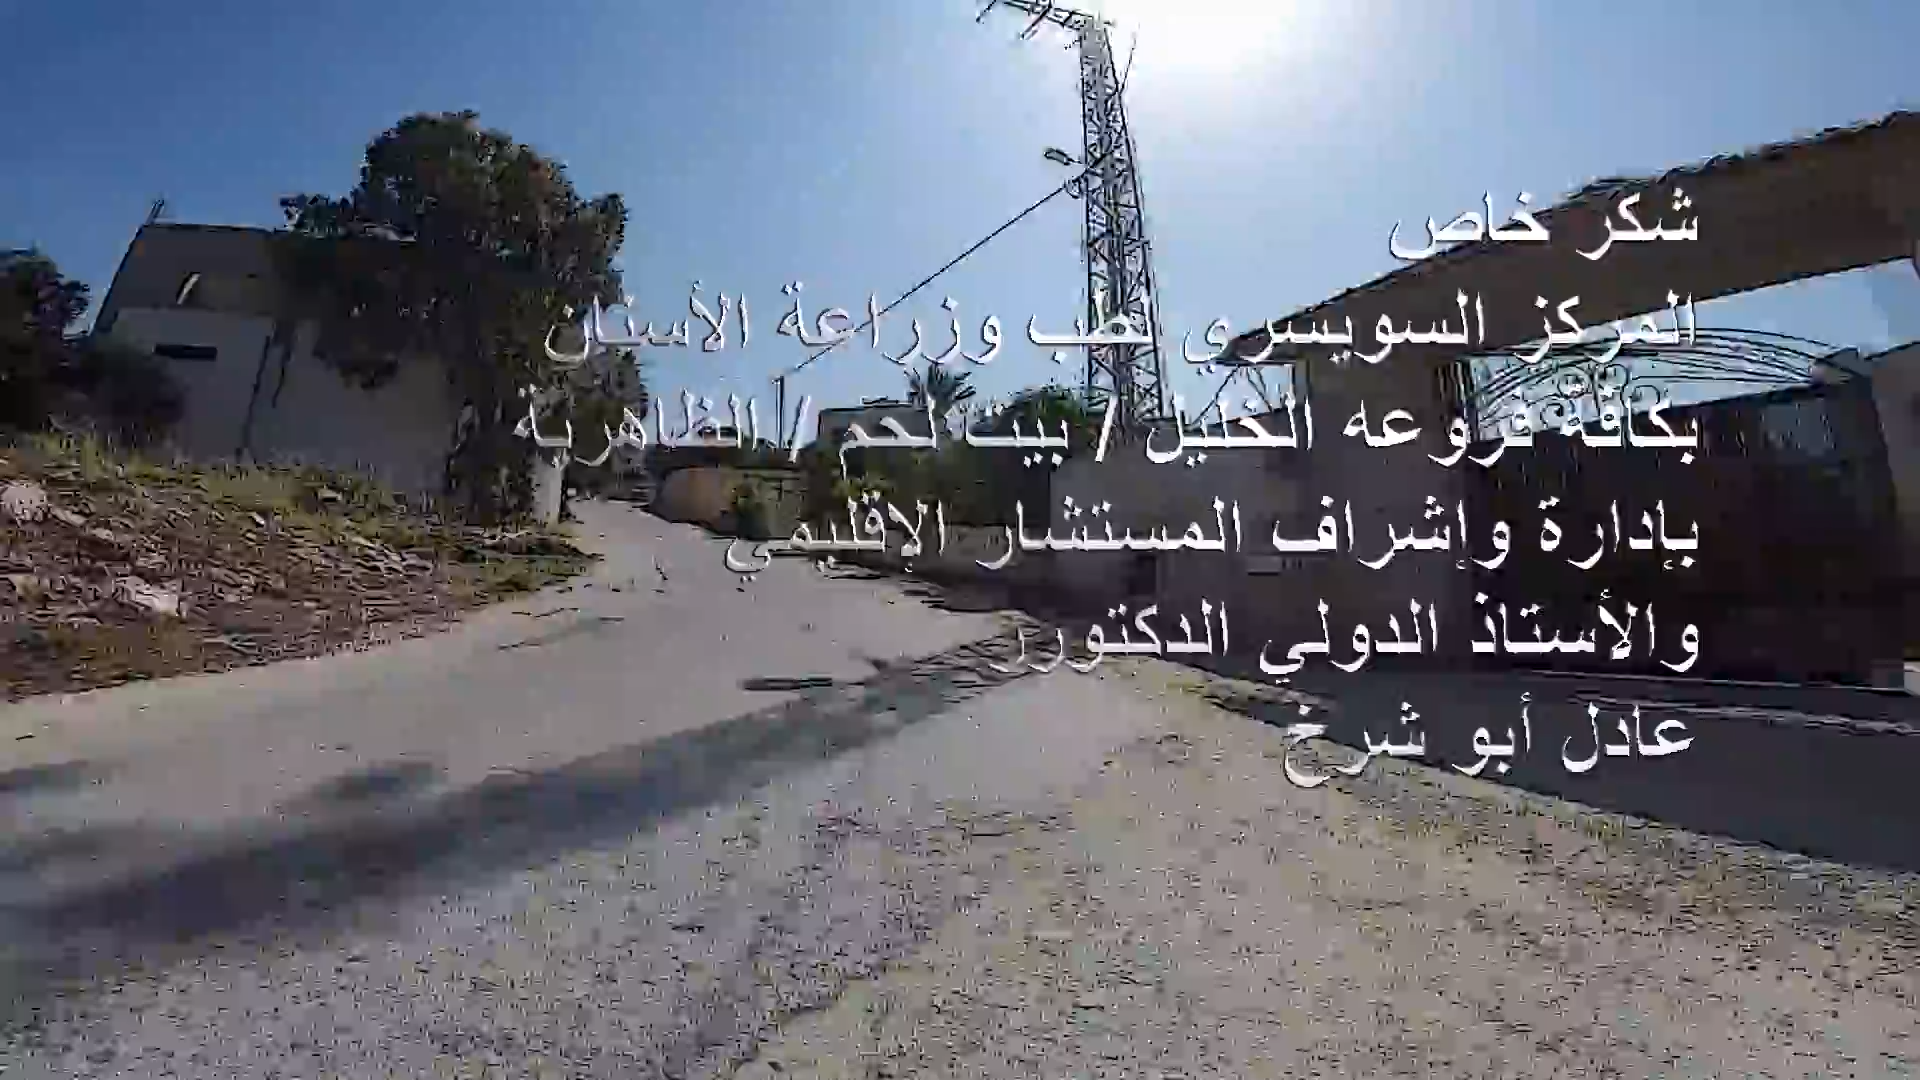 شكر خاص
المركز السويسري لطب وزراعة الأسنان
بكافة فروعه الخليل / بيت لحم / الظاهرية
بإدارة وإشراف المستشار الإقليمي
والأستاذ الدولي الدكتورر
عادل أبو شرخ